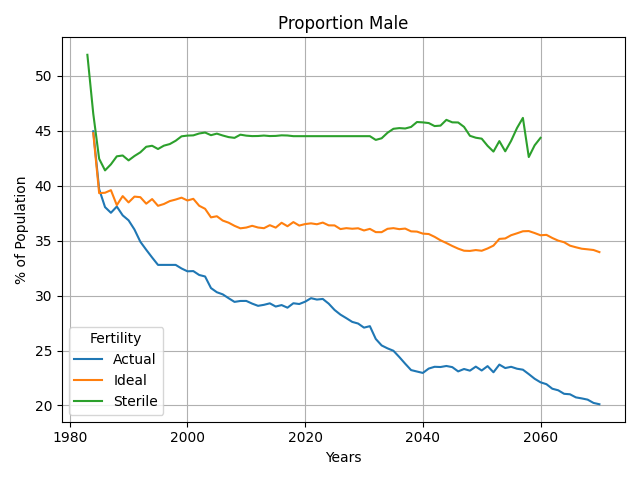 Proportion Male
% of Population
50
45
40
35
30
25
20
Fertility
Actual
Ideal
Sterile
1980
2000
2020
2040
2060
Years